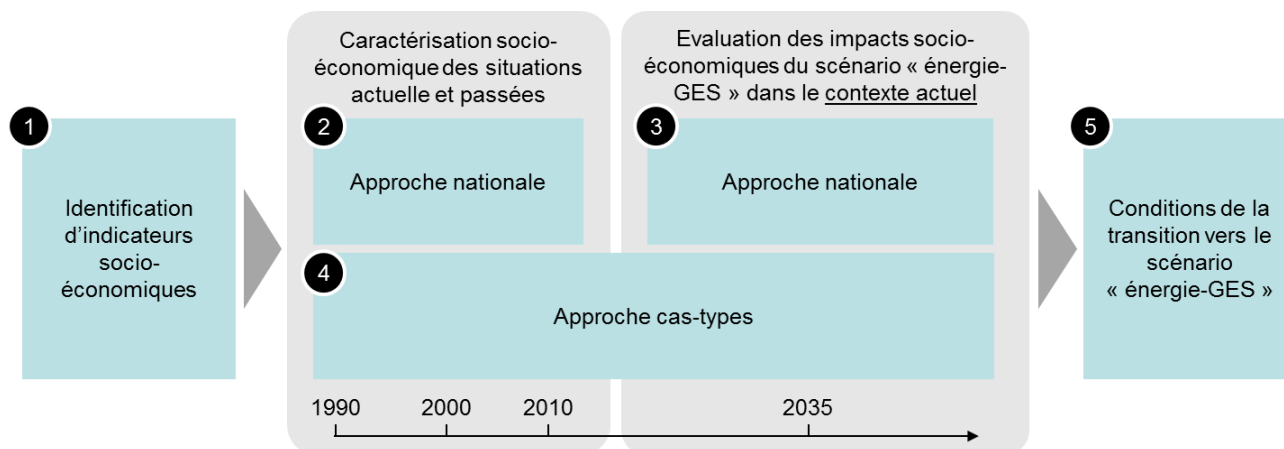 1
Identification
d'indicateurs
socio-
économiques
Caractérisation socio-
économique des situations
actuelle et passées
2
Approche nationale
Evaluation des impacts socio-
économiques du scénario « énergie-
GES » dans le contexte actuel
3
Approche nationale
4
Approche cas-types
1990
2000
2010
2035
5
Conditions de la
transition vers le
scénario
« énergie-GES »